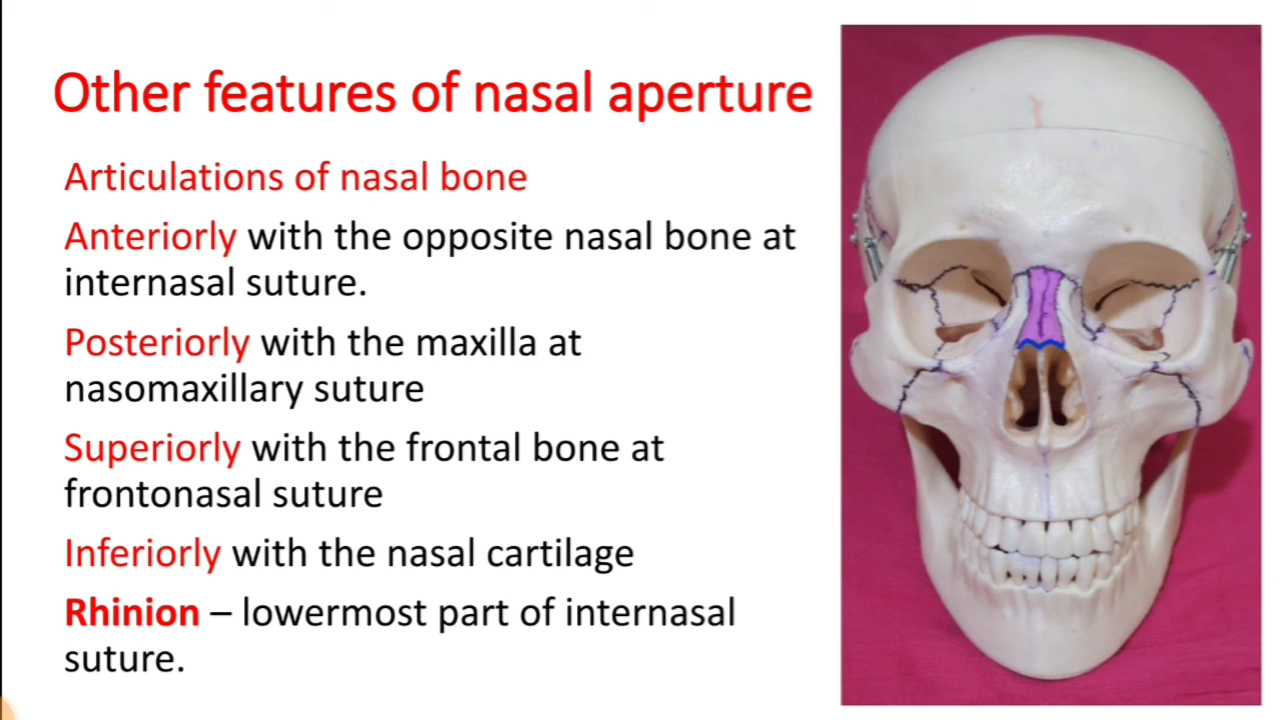 Other features of nasal aperture
Articulations of nasal bone
Anteriorly with the opposite nasal bone at
internasal suture.
Posteriorly with the maxilla at
nasomaxillary suture
Superiorly with the frontal bone at
frontonasal suture
Inferiorly with the nasal cartilage
Rhinion – lowermost part of internasal
suture.